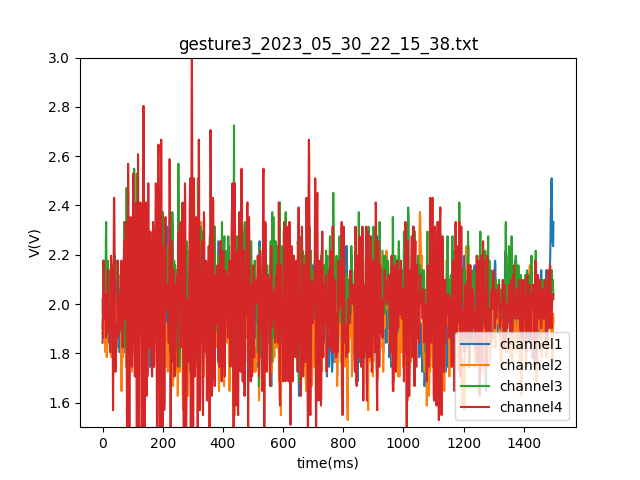 gesture3_2023_05_30_22_15_38.txt
3.0
2.8
2.6
2.4
2.2
2.0
1.8
1.6
V(V)
channel1
channel2
channel3
channel4
0 200 400 600 800 1000 1200 1400
time(ms)